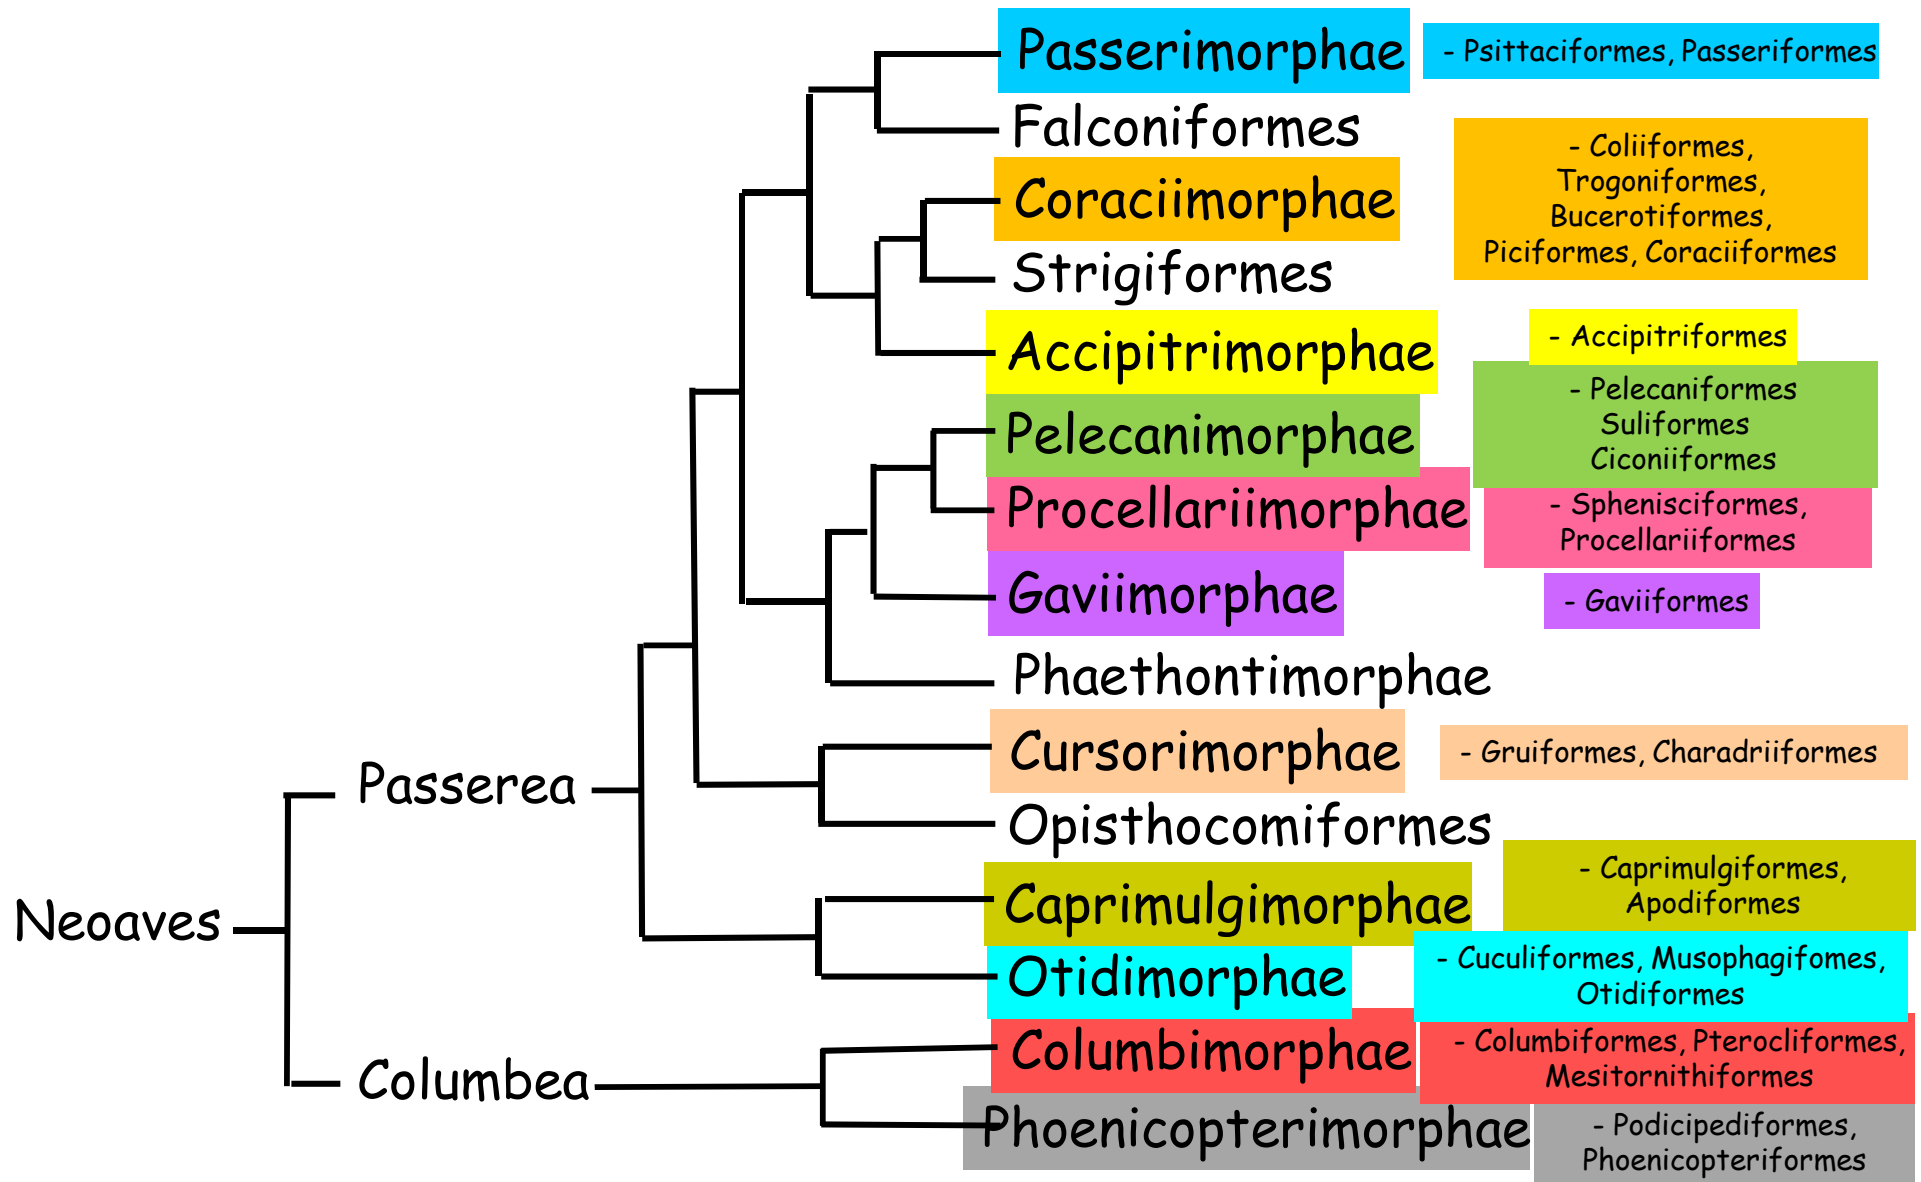 Passerimorphae - Psittaciformes, Passeriformes
Falconiformes
Coraciimorphae
- Coliiformes,
Trogoniformes,
Bucerotiformes,
Piciformes, Coraciiformes
Strigiformes
Accipitrimorphae - Accipitriformes
Pelecanimorphae
- Pelecaniformes
Suliformes
Ciconiiformes
Procellariimorphae
- Sphenisciformes,
Procellariiformes
Gaviimorphae - Gaviiformes
Phaethontimorphae
Cursorimorphae - Gruiformes, Charadriiformes
Passerea
Opisthocomiformes
Caprimulgimorphae
- Caprimulgiformes,
Apodiformes
Neoaves
Otidimorphae
- Cuculiformes, Musophagifomes,
Otidiformes
Columbimorphae
- Columbiformes, Pterocliformes,
Mesitornithiformes
Columbea
Phoenicopterimorphae
- Podicipediformes,
Phoenicopteriformes